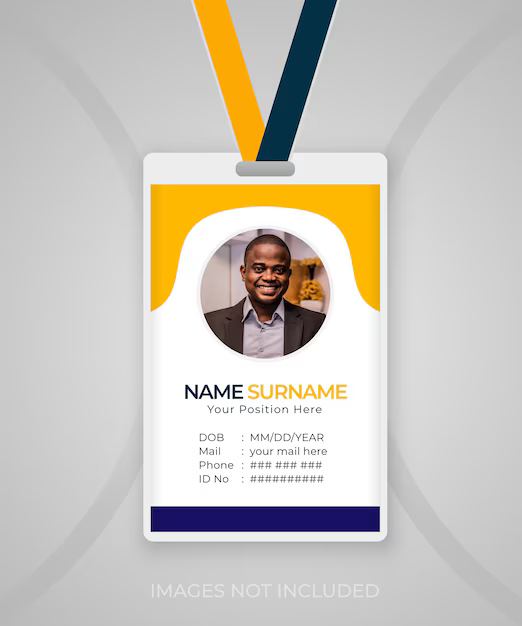 NAME SURNAME
Your Position Here
DOB : MM/DD/YEAR
Mail : your mail here
Phone : ### ### ###
ID No : ##########
IMAGES NOT INCLUDED